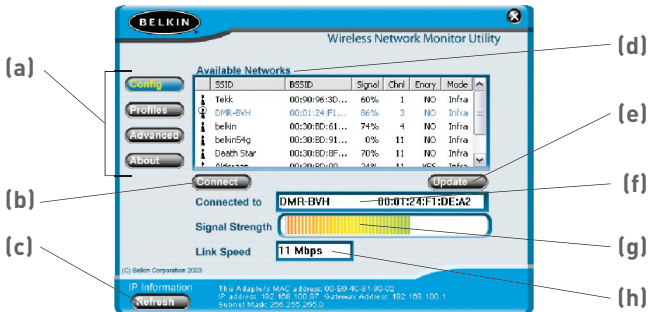 BELKIN
Wireless Network Monitor Utility
(a)
Available Networks
(d)
Config
SSID BSSID Signal Chnl Encry Mode
Tekk 00:90:96:3D... 60% 1 NO Infra
Profiles
DMR-BVH 00:01:24:F1... 86% 3 NO Infra
(e)
belkin 00:30:BD:61... 74% 4 NO Infra
Advanced
belkin54g 00:30:BD:91... 0% 11 NO Infra
Death Star 00:30:BD:8F... 70% 11 NO Infra
About
11 YES Infra
(b)
Connect
Update
(f)
Connected to DMR-BVH 00:01:24:F1:DE:A2
Signal Strength
(g)
(c)
Link Speed 11 Mbps
(C) Belkin Corporation 2003
(h)
IP Information
This Adapter's MAC address: 00-E0-4C-81-80-02
Refresh
IP address: 192.168.100.87 Gateway Address: 192.168.100.1
Subnet Mask: 255.255.255.0